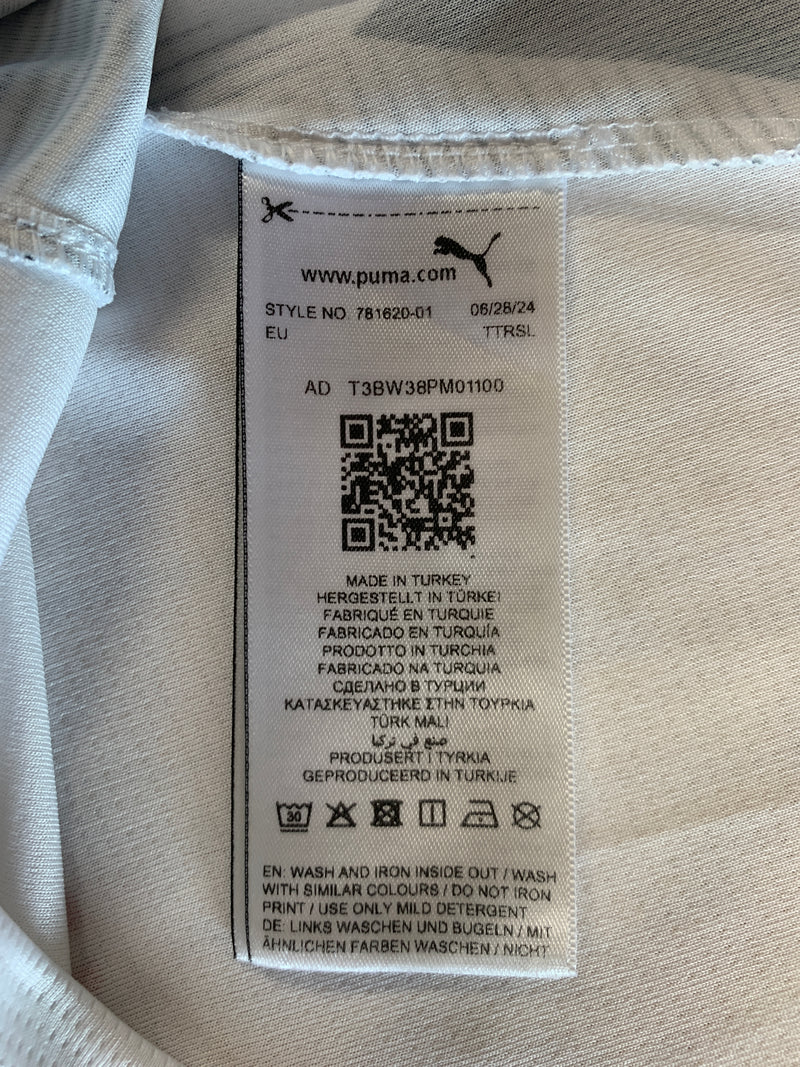 www.puma.com
STYLE NO 781620-01 06/28/24
EU TTRSL
AD T3BW38PM01100
MADE IN TURKEY
HERGESTELLT IN TÜRKEI
FABRIQUÉ EN TURQUIE
FABRICADO EN TURQUÍA
PRODOTTO IN TURCHIA
FABRICADO NA TURQUIA
СДЕЛАНО В ТУРЦИИ
ΚΑΤΑΣΚΕΥΑΣΤΗΚΕ ΣΤΗΝ ΤΟΥΡΚΙΑ
TÜRK MALI
صنع في تركيا
PRODUSERT I TYRKIA
GEPRODUCEERD IN TURKIJE
30
EN: WASH AND IRON INSIDE OUT / WASH
WITH SIMILAR COLOURS / DO NOT IRON
PRINT / USE ONLY MILD DETERGENT
DE: LINKS WASCHEN UND BÜGELN / MIT
ÄHNLICHEN FARBEN WASCHEN / NICHT